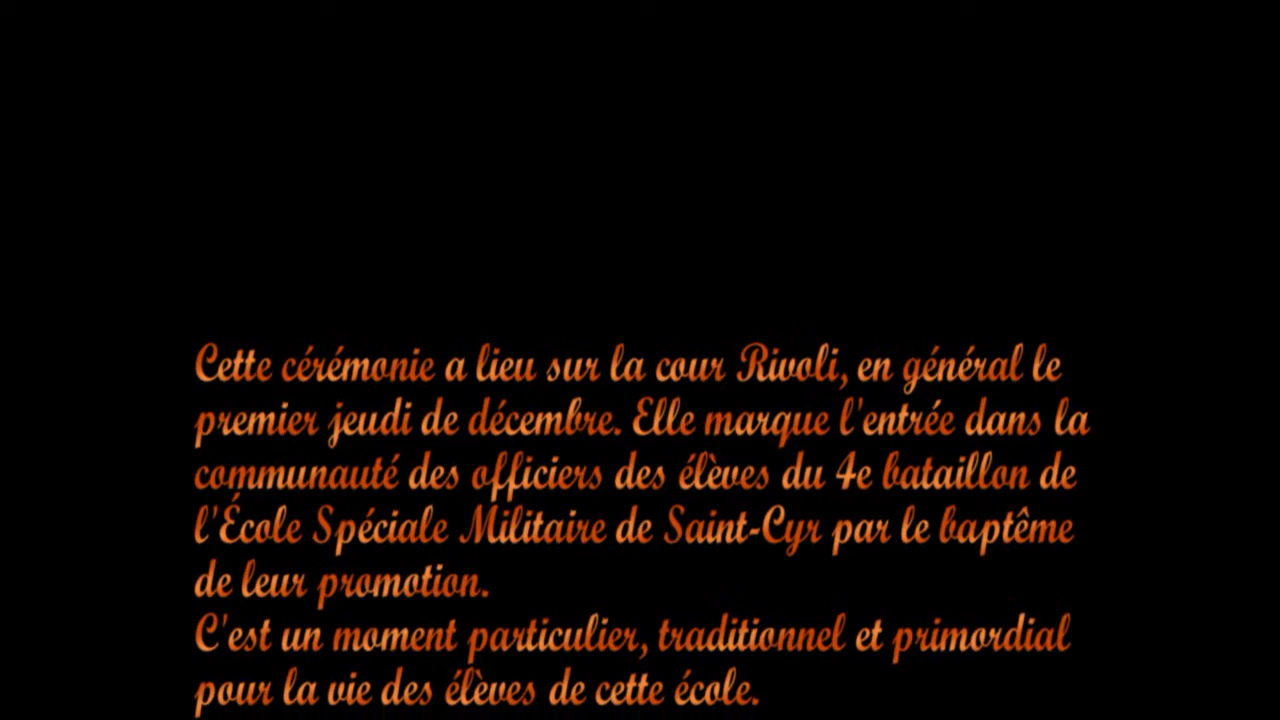 Cette cérémonie a lieu sur la cour Rivoli, en général le
premier jeudi de décembre. Elle marque l'entrée dans la
communauté des officiers des élèves du 4e bataillon de
l'École Spéciale Militaire de Saint-Cyr par le baptême
de leur promotion.
C'est un moment particulier, traditionnel et primordial
pour la vie des élèves de cette école.